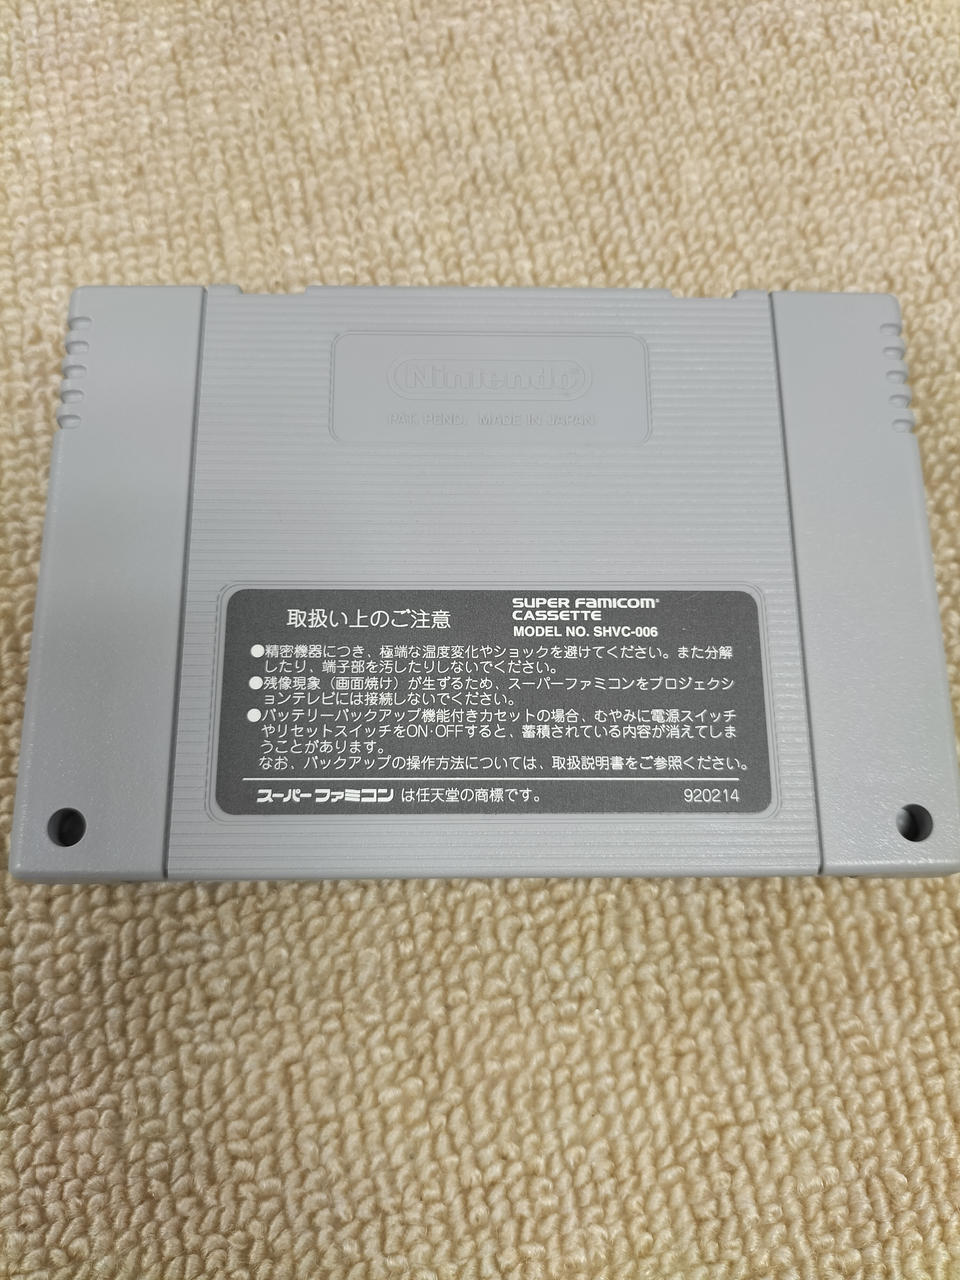 Nintendo®
PAT. PEND. MADE IN JAPAN
取扱い上のご注意
SUPER FAMICOM®
CASSETTE
MODEL NO. SHVC-006
●精密機器につき、極端な温度変化やショックを避けてください。また分解
したり、端子部を汚したりしないでください。
●残像現象（画面焼け）が生ずるため、スーパーファミコンをプロジェクシ
ョンテレビには接続しないでください。
●バッテリーバックアップ機能付きカセットの場合、むやみに電源スイッチ
やリセットスイッチをON·OFFすると、蓄積されている内容が消えてしま
うことがあります。
なお、バックアップの操作方法については、取扱説明書をご参照ください。
スーパーファミコン は任天堂の商標です。
920214